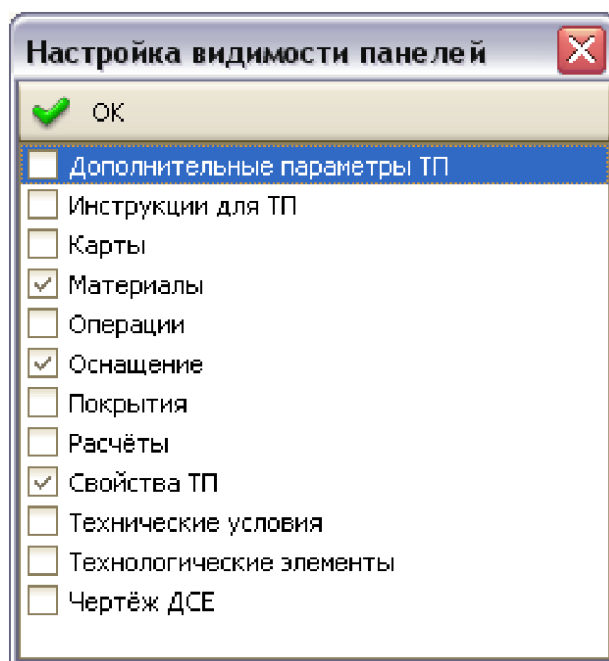 Настройка видимости панелей
OK
Дополнительные параметры ТП
Инструкции для ТП
Карты
Материалы
Операции
Оснащение
Покрытия
Расчёты
Свойства ТП
Технические условия
Технологические элементы
Чертёж ДСЕ